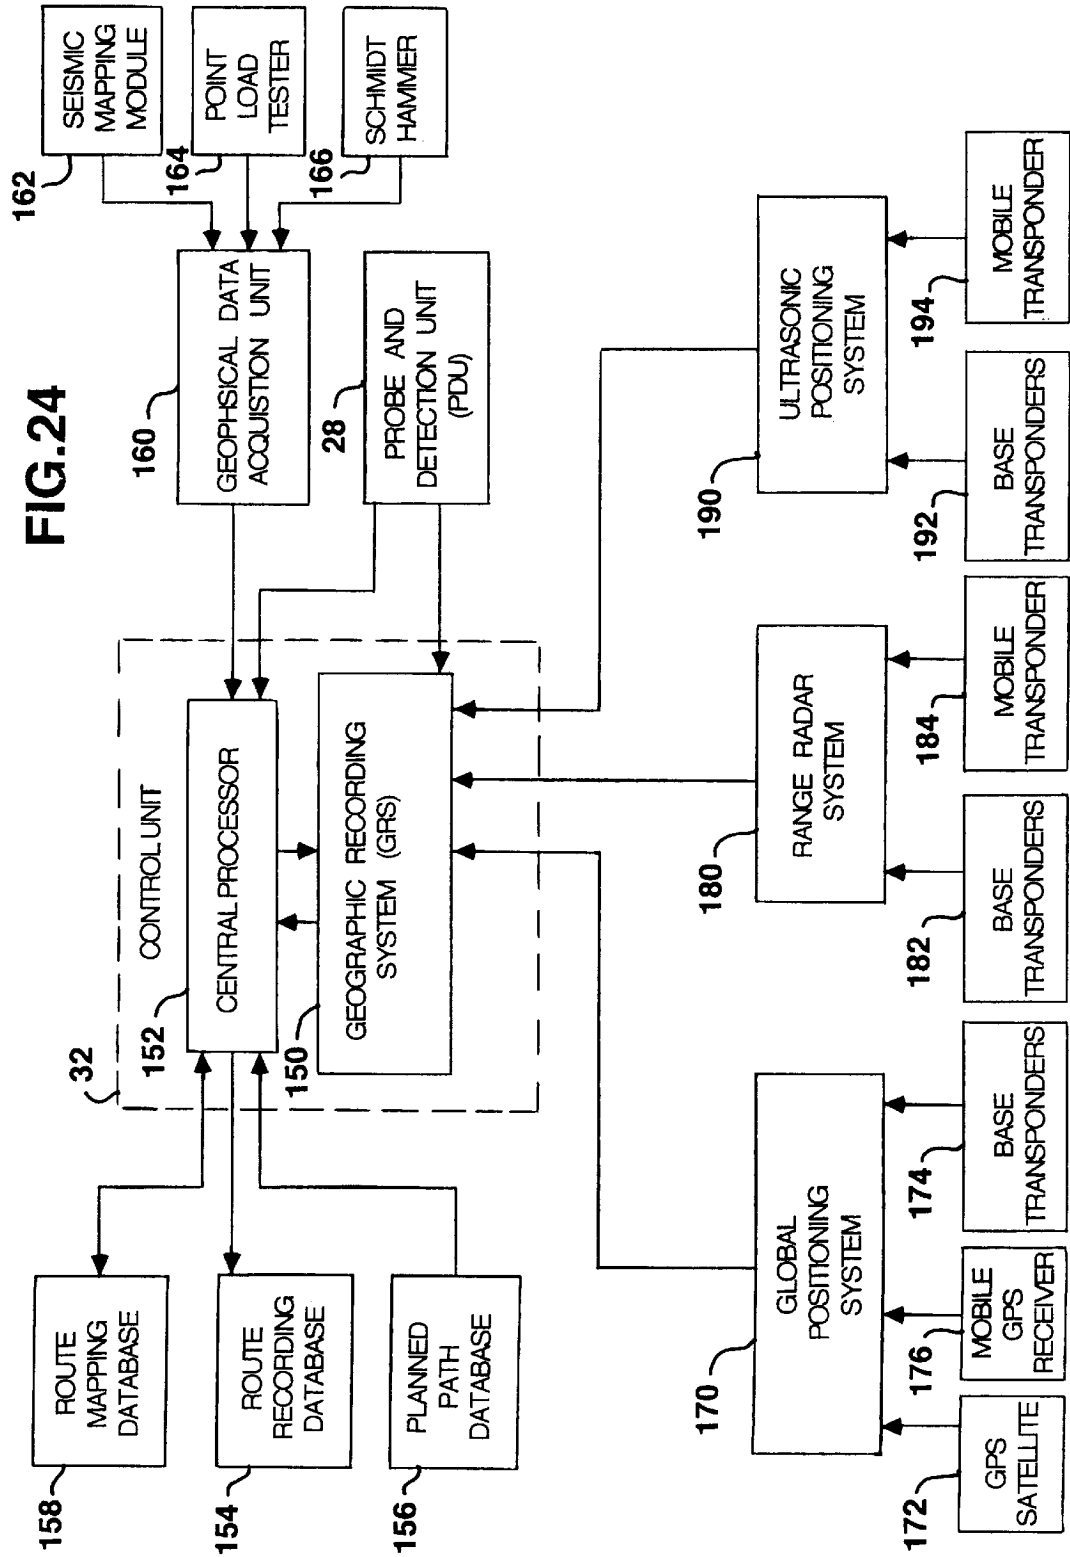 FIG.24
158
ROUTE
MAPPING
DATABASE
154
ROUTE
RECORDING
DATABASE
156
PLANNED
PATH
DATABASE
32
CONTROL UNIT
152
CENTRAL PROCESSOR
150
GEOGRAPHIC RECORDING
SYSTEM (GRS)
160
GEOPHSICAL DATA
ACQUISTION UNIT
28
PROBE AND
DETECTION UNIT
(PDU)
162
SEISMIC
MAPPING
MODULE
164
POINT
LOAD
TESTER
166
SCHMIDT
HAMMER
170
GLOBAL
POSITIONING
SYSTEM
180
RANGE RADAR
SYSTEM
190
ULTRASONIC
POSITIONING
SYSTEM
172
GPS
SATELLITE
176
MOBILE
GPS
RECEIVER
174
BASE
TRANSPONDERS
182
BASE
TRANSPONDERS
184
MOBILE
TRANSPONDER
192
BASE
TRANSPONDERS
194
MOBILE
TRANSPONDER